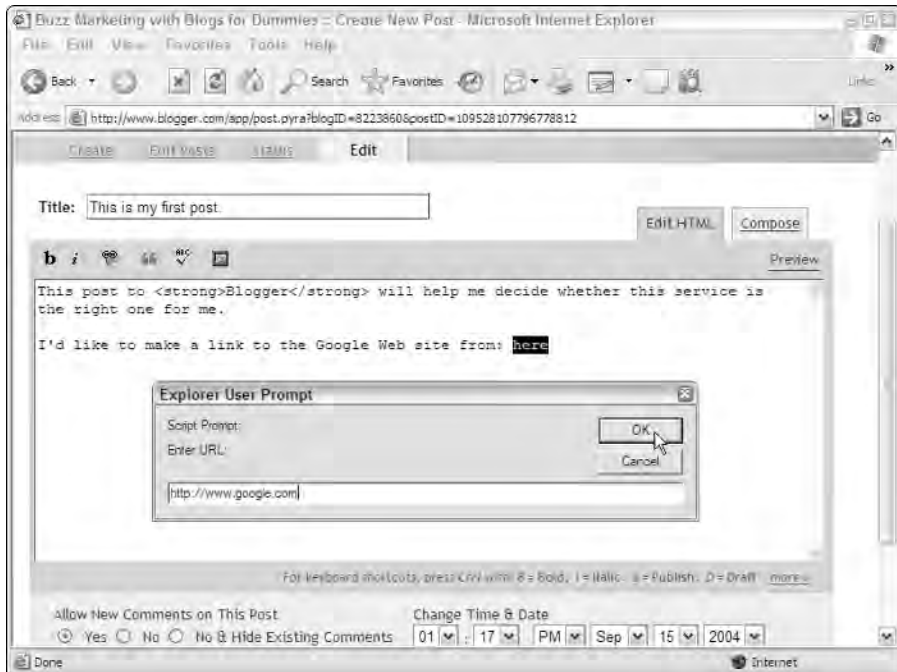 Buzz Marketing with Blogs for Dummies :: Create New Post - Microsoft Internet Explorer
File Edit View Favorites Tools Help
Back Search Favorites Links »
Address http://www.blogger.com/app/post.pyra?blogID=8223860&postID=109528107796778812 Go
Create Edit Posts Status Edit
Title: This is my first post.
Edit HTML Compose
b i ABC Preview
This post to <strong>Blogger</strong> will help me decide whether this service is
the right one for me.
I'd like to make a link to the Google Web site from: here
Explorer User Prompt
Script Prompt:
OK
Enter URL:
Cancel
http://www.google.com
For keyboard shortcuts, press Ctrl with: B = Bold, I = Italic, S = Publish, D = Draft more »
Allow New Comments on This Post Change Time & Date
Yes No No & Hide Existing Comments 01 : 17 PM Sep 15 2004
Done Internet